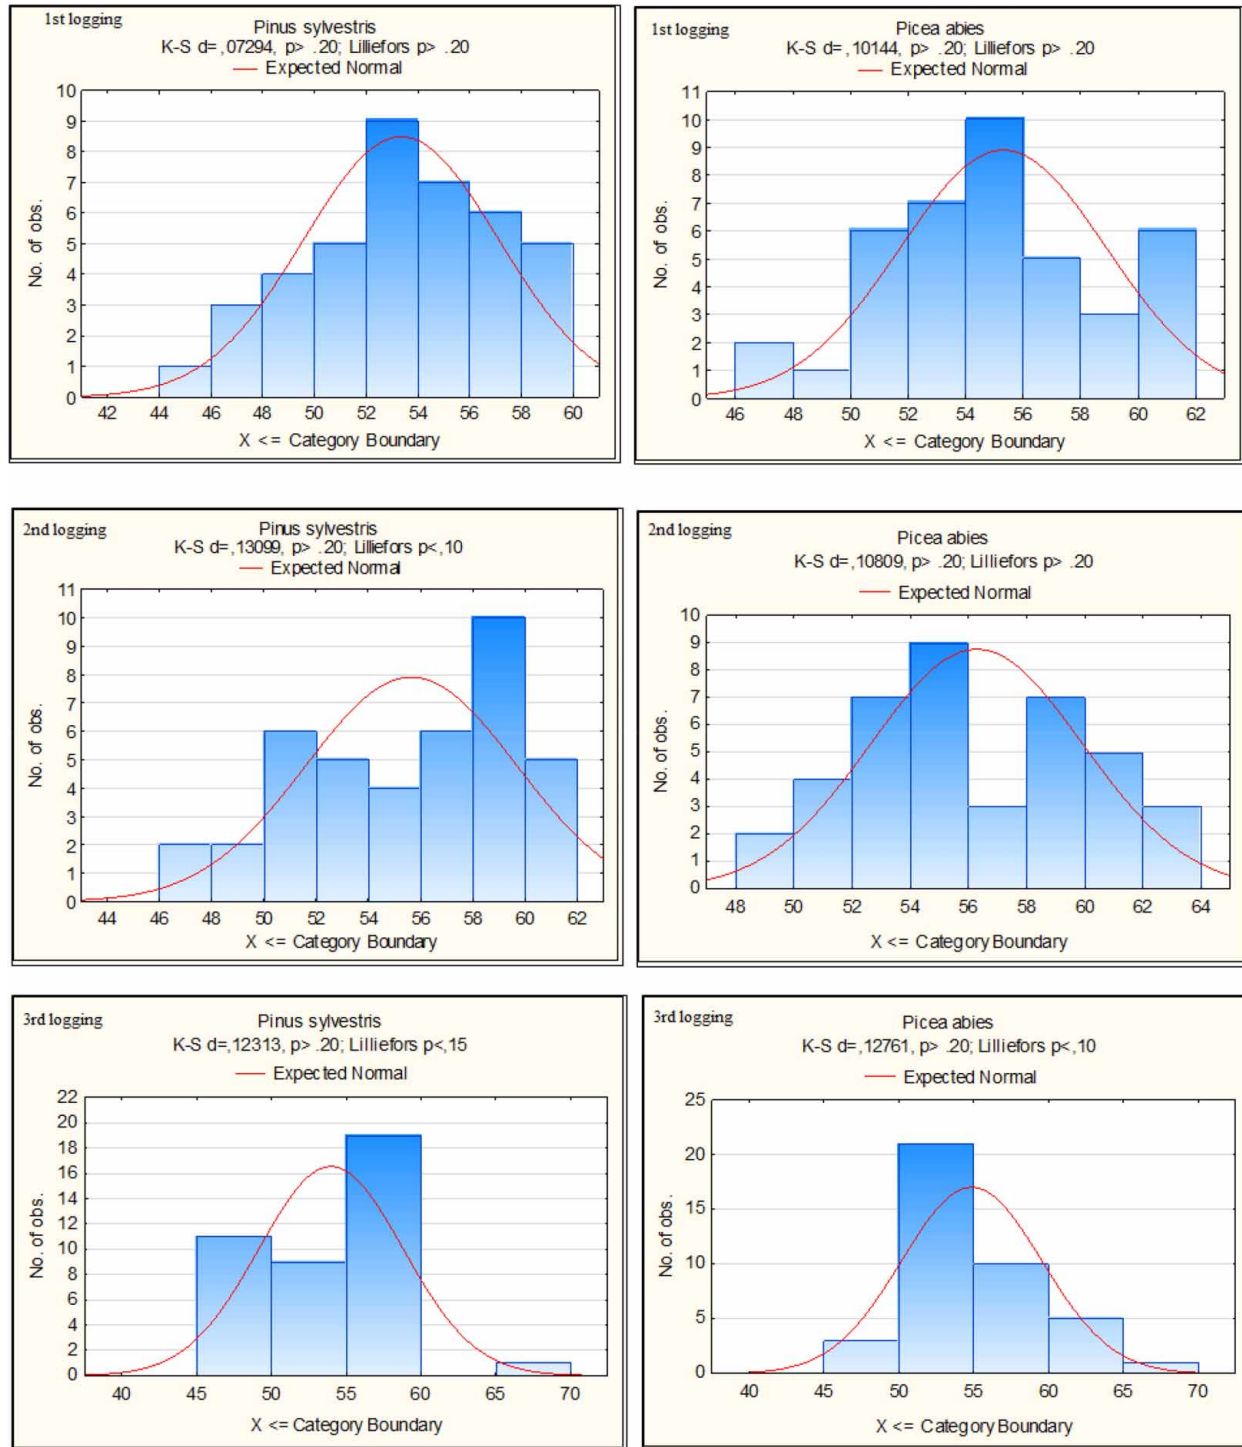 1st logging
Pinus sylvestris
K-S d=,07294, p> .20; Lilliefors p> .20
Expected Normal
10
9
8
7
6
5
4
3
2
1
0
No. of obs.
42 44 46 48 50 52 54 56 58 60
X <= Category Boundary
1st logging
Picea abies
K-S d=,10144, p> .20; Lilliefors p> .20
Expected Normal
11
10
9
8
7
6
5
4
3
2
1
0
No. of obs.
46 48 50 52 54 56 58 60 62
X <= Category Boundary
2nd logging
Pinus sylvestris
K-S d=,13099, p> .20; Lilliefors p<,10
Expected Normal
11
10
9
8
7
6
5
4
3
2
1
0
No. of obs.
44 46 48 50 52 54 56 58 60 62
X <= Category Boundary
2nd logging
Picea abies
K-S d=,10809, p> .20; Lilliefors p> .20
Expected Normal
10
9
8
7
6
5
4
3
2
1
0
No. of obs.
48 50 52 54 56 58 60 62 64
X <= Category Boundary
3rd logging
Pinus sylvestris
K-S d=,12313, p> .20; Lilliefors p<,15
Expected Normal
22
20
18
16
14
12
10
8
6
4
2
0
No. of obs.
40 45 50 55 60 65 70
X <= Category Boundary
3rd logging
Picea abies
K-S d=,12761, p> .20; Lilliefors p<,10
Expected Normal
25
20
15
10
5
0
No. of obs.
40 45 50 55 60 65 70
X <= Category Boundary